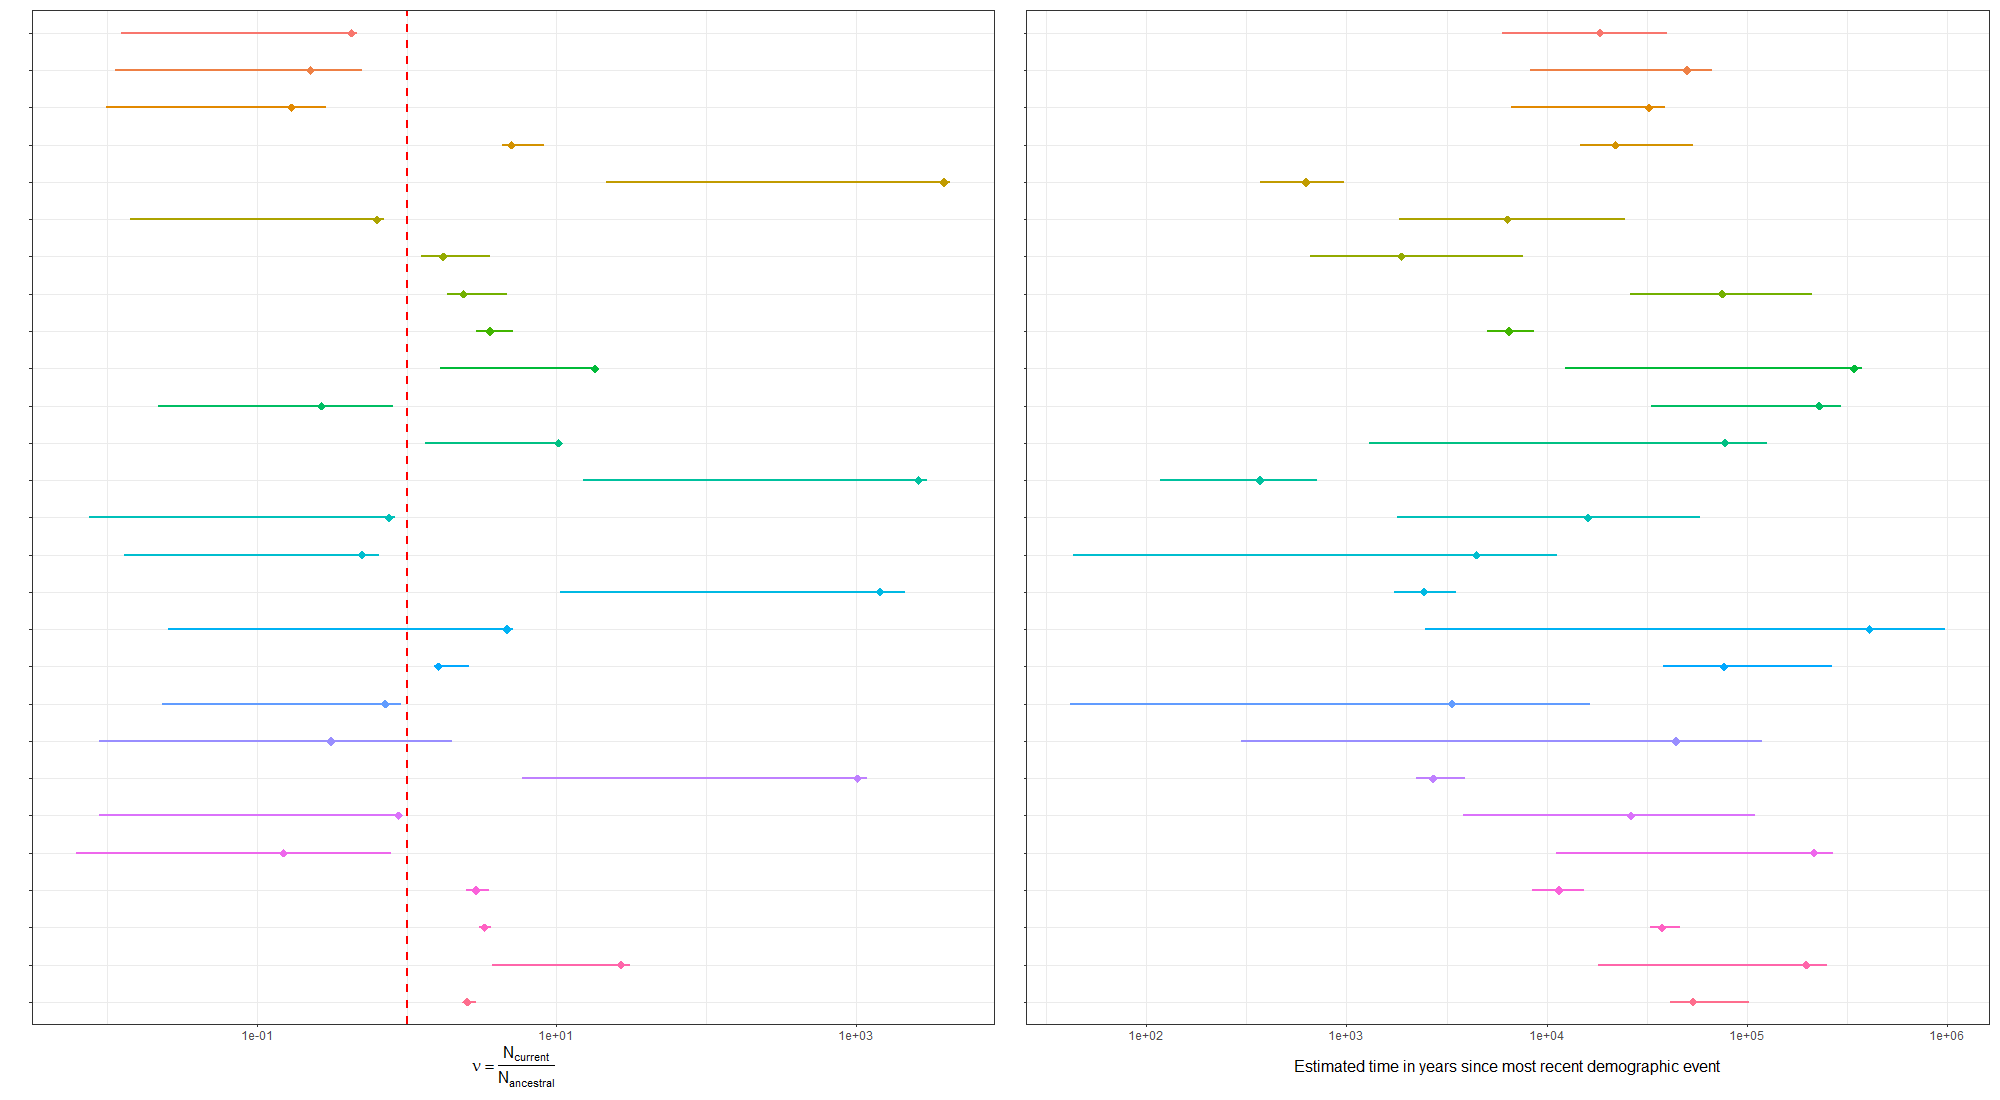 1e-01 1e+01 1e+03
ν = N_current / N_ancestral
1e+02 1e+03 1e+04 1e+05 1e+06
Estimated time in years since most recent demographic event